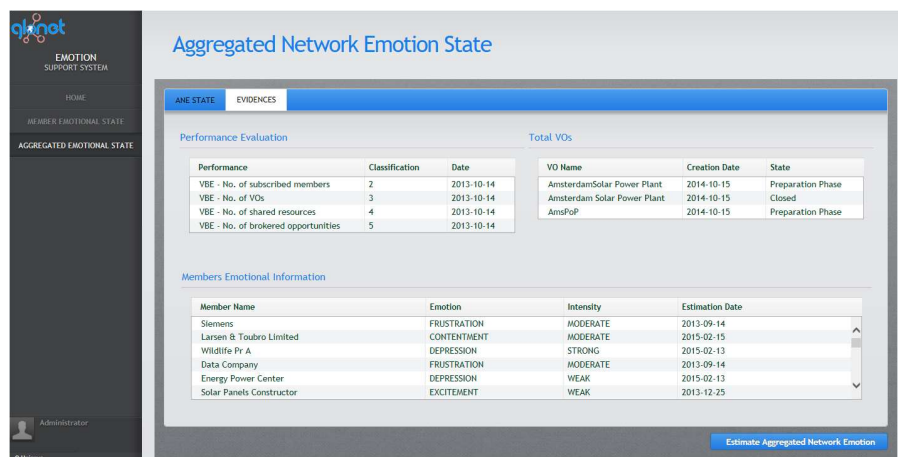 glonet
EMOTION
SUPPORT SYSTEM
HOME
MEMBER EMOTIONAL STATE
AGGREGATED EMOTIONAL STATE
Aggregated Network Emotion State
ANE STATE EVIDENCES
Performance Evaluation
Performance Classification Date
VBE - No. of subscribed members 2 2013-10-14
VBE - No. of VOs 3 2013-10-14
VBE - No. of shared resources 4 2013-10-14
VBE - No. of brokered opportunities 5 2013-10-14
Total VOs
VO Name Creation Date State
AmsterdamSolar Power Plant 2014-10-15 Preparation Phase
Amsterdam Solar Power Plant 2014-10-15 Closed
AmsPoP 2014-10-15 Preparation Phase
Members Emotional Information
Member Name Emotion Intensity Estimation Date
Siemens FRUSTRATION MODERATE 2013-09-14
Larsen & Toubro Limited CONTENTMENT MODERATE 2015-02-15
Wildlife Pr A DEPRESSION STRONG 2015-02-13
Data Company FRUSTRATION MODERATE 2013-09-14
Energy Power Center DEPRESSION WEAK 2015-02-13
Solar Panels Constructor EXCITEMENT WEAK 2013-12-25
Administrator
Estimate Aggregated Network Emotion